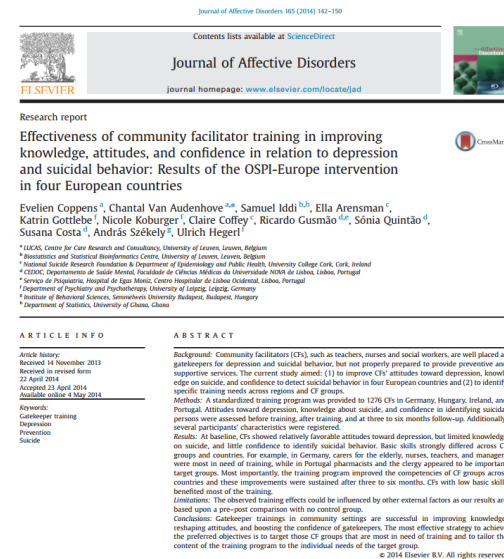 Journal of Affective Disorders 165 (2014) 142–150
Contents lists available at ScienceDirect
Journal of Affective Disorders
journal homepage: www.elsevier.com/locate/jad
ELSEVIER
CrossMar
Research report
Effectiveness of community facilitator training in improving
knowledge, attitudes, and confidence in relation to depression
and suicidal behavior: Results of the OSPI-Europe intervention
in four European countries
Evelien Coppens a, Chantal Van Audenhove a,*, Samuel Iddi b,h, Ella Arensman c,
Katrin Gottlebe f, Nicole Koburger f, Claire Coffey c, Ricardo Gusmão d,e, Sónia Quintão d,
Susana Costa d, András Székely g, Ulrich Hegerl f
a LUCAS, Centre for Care Research and Consultancy, University of Leuven, Leuven, Belgium
b Biostatistics and Statistical Bioinformatics Centre, University of Leuven, Leuven, Belgium
c National Suicide Research Foundation & Department of Epidemiology and Public Health, University College Cork, Cork, Ireland
d CEDOC, Departamento de Saúde Mental, Faculdade de Ciências Médicas da Universidade NOVA de Lisboa, Lisboa, Portugal
e Serviço de Psiquiatria, Hospital de Egas Moniz, Centro Hospitalar de Lisboa Ocidental, Lisboa, Portugal
f Department of Psychiatry and Psychotherapy, University of Leipzig, Leipzig, Germany
g Institute of Behavioral Sciences, Semmelweis University Budapest, Budapest, Hungary
h Department of Statistics, University of Ghana, Ghana
ARTICLE INFO
Article history:
Received 14 November 2013
Received in revised form
22 April 2014
Accepted 23 April 2014
Available online 4 May 2014
Keywords:
Gatekeeper training
Depression
Prevention
Suicide
ABSTRACT
Background: Community facilitators (CFs), such as teachers, nurses and social workers, are well placed a
gatekeepers for depression and suicidal behavior, but not properly prepared to provide preventive and
supportive services. The current study aimed: (1) to improve CFs' attitudes toward depression, knowl
edge on suicide, and confidence to detect suicidal behavior in four European countries and (2) to identif
specific training needs across regions and CF groups.
Methods: A standardized training program was provided to 1276 CFs in Germany, Hungary, Ireland, and
Portugal. Attitudes toward depression, knowledge about suicide, and confidence in identifying suicida
persons were assessed before training, after training, and at three to six months follow-up. Additionally
several participants' characteristics were registered.
Results: At baseline, CFs showed relatively favorable attitudes toward depression, but limited knowledge
on suicide, and little confidence to identify suicidal behavior. Basic skills strongly differed across C
groups and countries. For example, in Germany, carers for the elderly, nurses, teachers, and manager
were most in need of training, while in Portugal pharmacists and the clergy appeared to be importan
target groups. Most importantly, the training program improved the competencies of CF groups acros
countries and these improvements were sustained after three to six months. CFs with low basic skill
benefited most of the training.
Limitations: The observed training effects could be influenced by other external factors as our results are
based upon a pre–post comparison with no control group.
Conclusions: Gatekeeper trainings in community settings are successful in improving knowledge
reshaping attitudes, and boosting the confidence of gatekeepers. The most effective strategy to achieve
the preferred objectives is to target those CF groups that are most in need of training and to tailor th
content of the training program to the individual needs of the target group.
© 2014 Elsevier B.V. All rights reserved